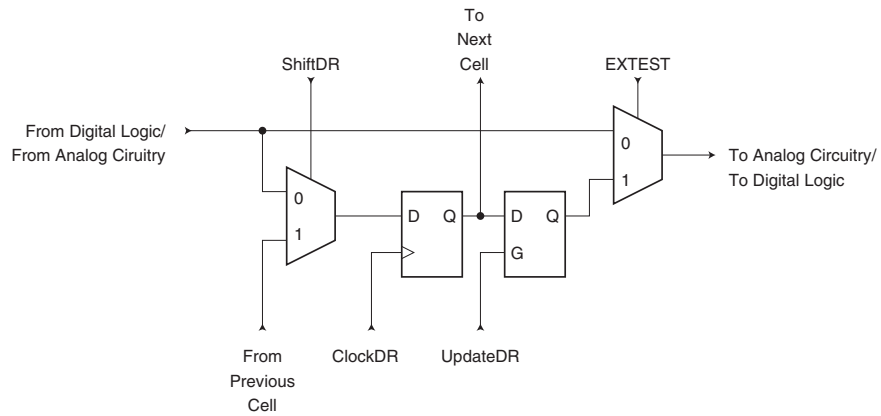 To
Next
Cell
ShiftDR
EXTEST
From Digital Logic/
From Analog Ciruitry
0
To Analog Circuitry/
To Digital Logic
1
0
D Q
D Q
1
G
From
Previous
Cell
ClockDR
UpdateDR